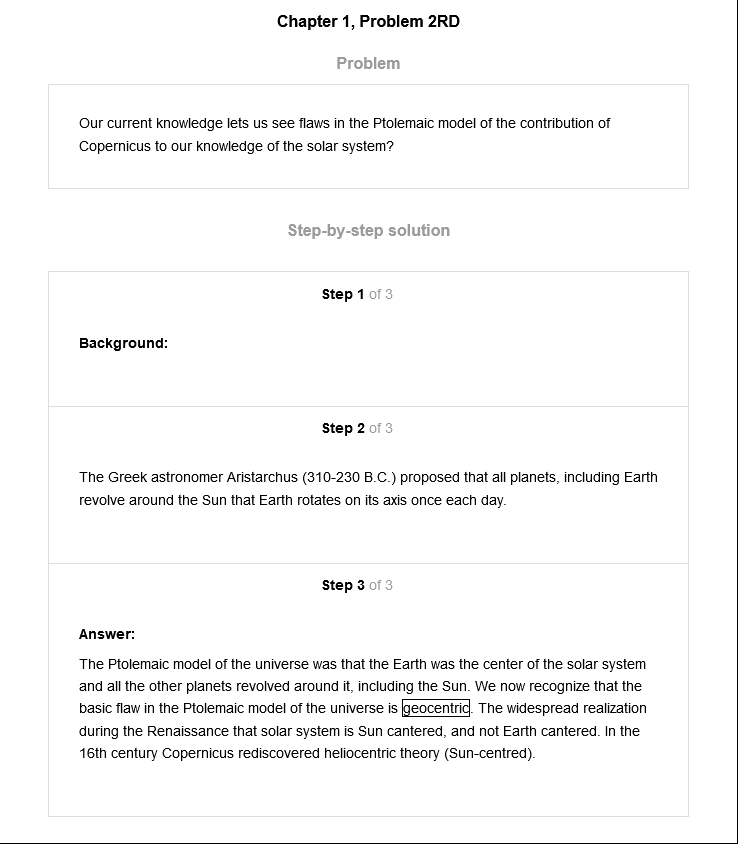 Chapter 1, Problem 2RD
Problem
Our current knowledge lets us see flaws in the Ptolemaic model of the contribution of
Copernicus to our knowledge of the solar system?
Step-by-step solution
Step 1 of 3
Background:
Step 2 of 3
The Greek astronomer Aristarchus (310-230 B.C.) proposed that all planets, including Earth
revolve around the Sun that Earth rotates on its axis once each day.
Step 3 of 3
Answer:
The Ptolemaic model of the universe was that the Earth was the center of the solar system
and all the other planets revolved around it, including the Sun. We now recognize that the
basic flaw in the Ptolemaic model of the universe is geocentric. The widespread realization
during the Renaissance that solar system is Sun cantered, and not Earth cantered. In the
16th century Copernicus rediscovered heliocentric theory (Sun-centred).